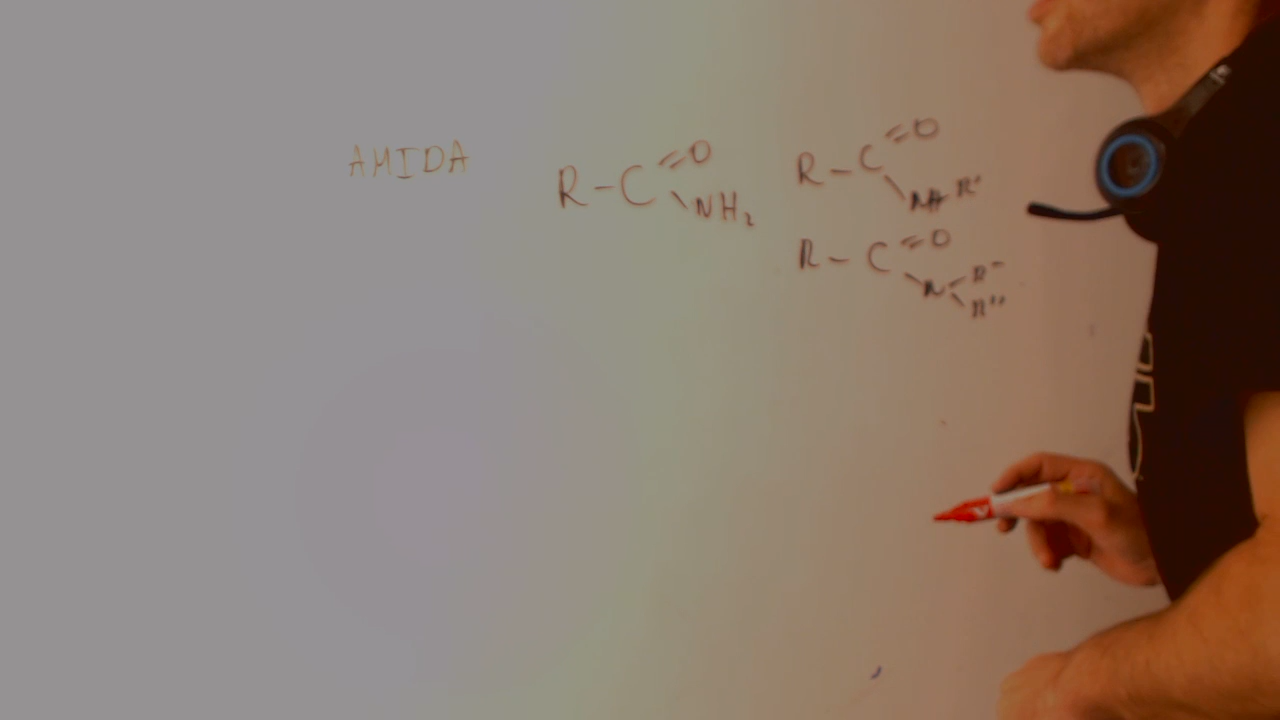 AMIDA
R-C=O
\NH₂
R-C=O
\NH R'
R-C=O
\N-R'
\R''